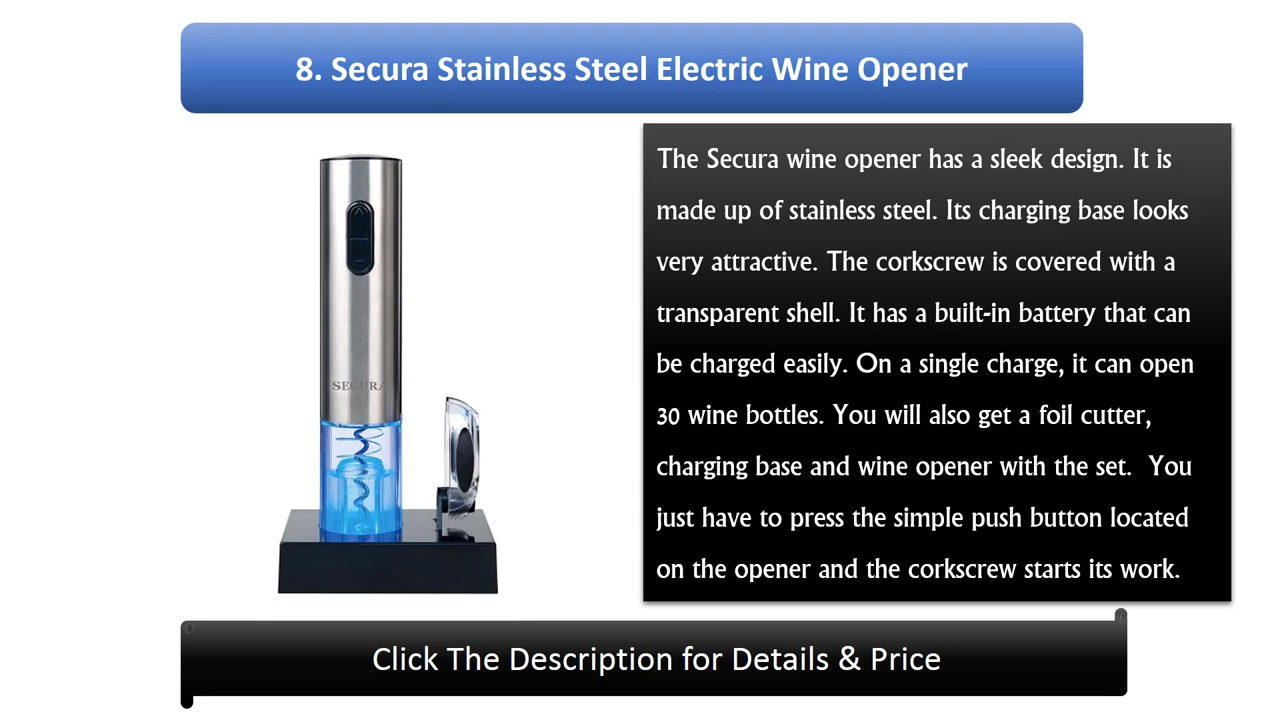 8. Secura Stainless Steel Electric Wine Opener
The Secura wine opener has a sleek design. It is
made up of stainless steel. Its charging base looks
very attractive. The corkscrew is covered with a
transparent shell. It has a built-in battery that can
be charged easily. On a single charge, it can open
30 wine bottles. You will also get a foil cutter,
charging base and wine opener with the set.  You
just have to press the simple push button located
on the opener and the corkscrew starts its work.
SECURA
Click The Description for Details & Price